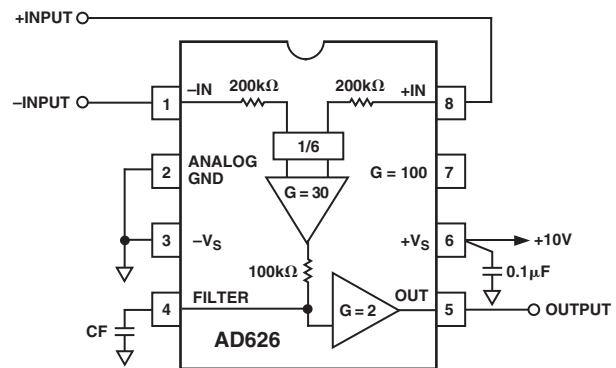 +INPUT
200kΩ
200kΩ
–IN
+IN
–INPUT
1
8
1/6
ANALOG
GND
2
G = 30
G = 100
7
–VS
+VS
3
6
+10V
100kΩ
0.1μF
FILTER
OUT
4
G = 2
5
OUTPUT
CF
AD626